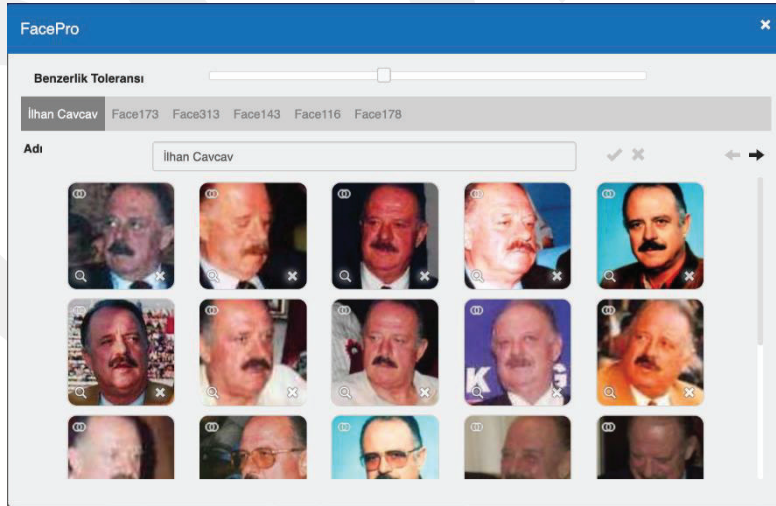 FacePro
Benzerlik Toleransı
İlhan Cavcav Face173 Face313 Face143 Face116 Face178
Adı
İlhan Cavcav
K G